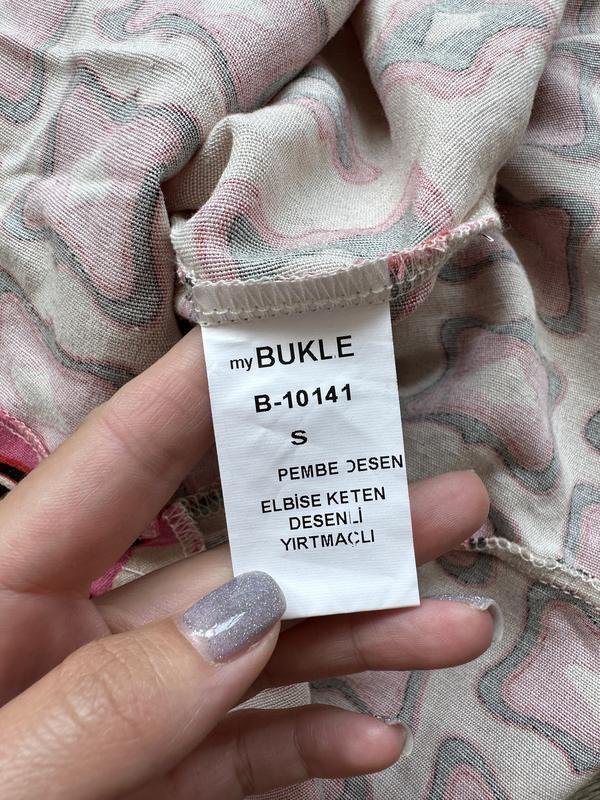 my BUKLE
B-10141
S
PEMBE DESEN
ELBİSE KETEN
DESENLİ
YIRTMAÇLI